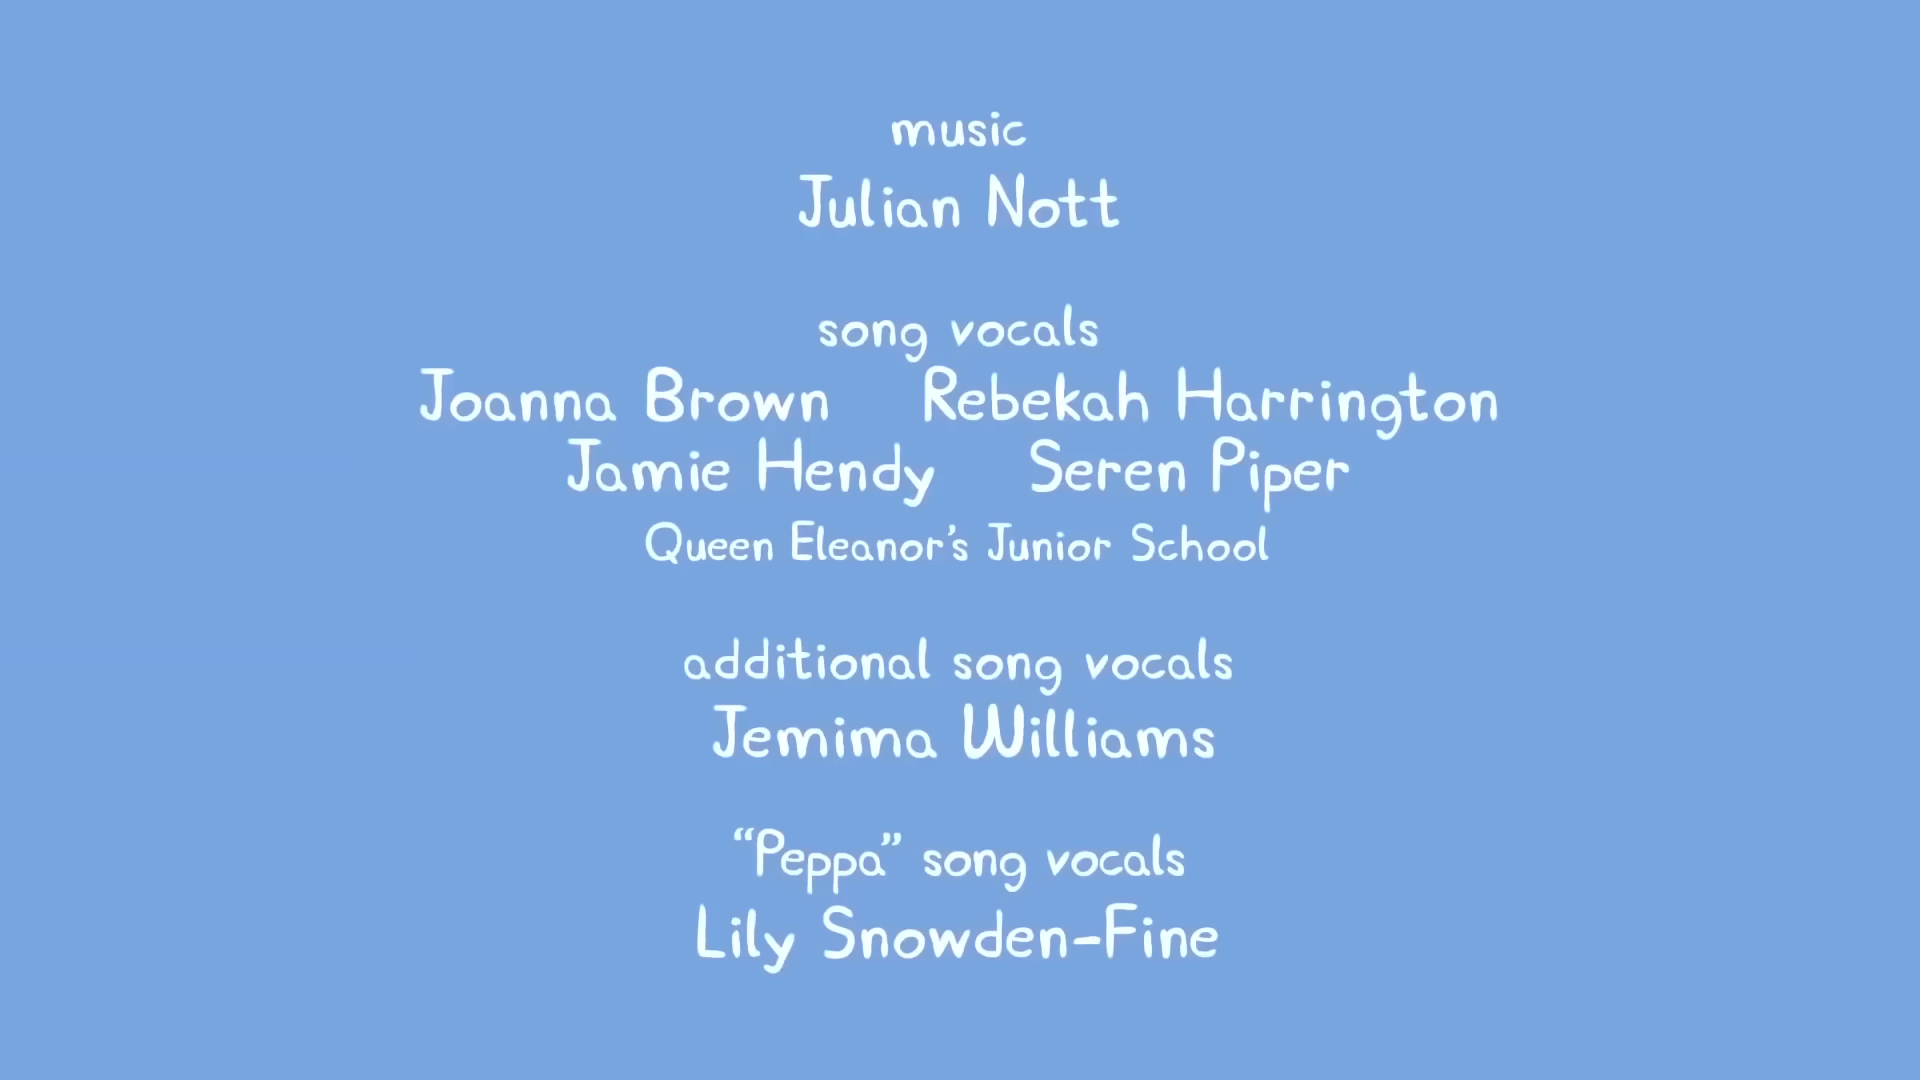 music
Julian Nott
song vocals
Joanna Brown Rebekah Harrington
Jamie Hendy Seren Piper
Queen Eleanor's Junior School
additional song vocals
Jemima Williams
“Peppa” song vocals
Lily Snowden-Fine